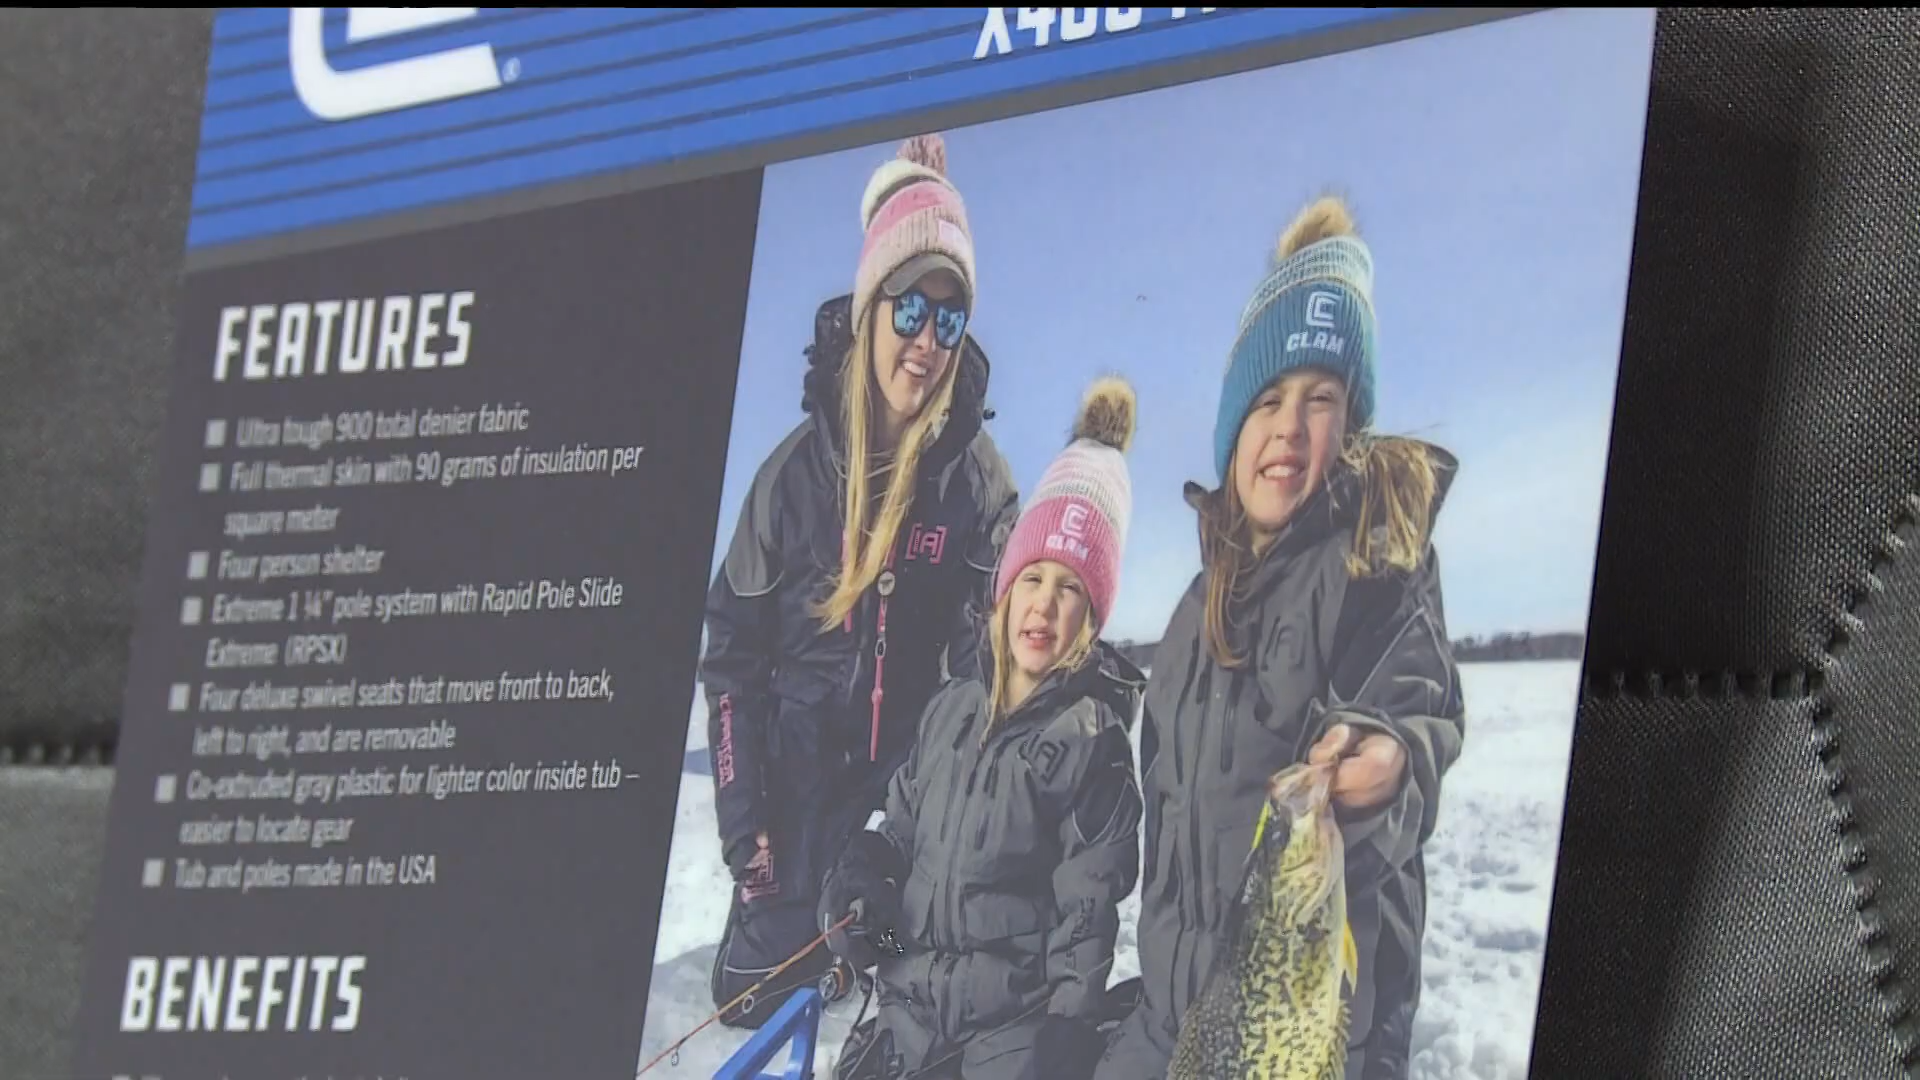 X400
FEATURES
Ultra tough 900 total denier fabric
Full thermal skin with 90 grams of insulation per
square meter
Four person shelter
Extreme 1 ¼" pole system with Rapid Pole Slide
Extreme (RPSX)
Four deluxe swivel seats that move front to back,
left to right, and are removable
Co-extruded gray plastic for lighter color inside tub –
easier to locate gear
Tub and poles made in the USA
BENEFITS
CLAM
CLAM
[IA]